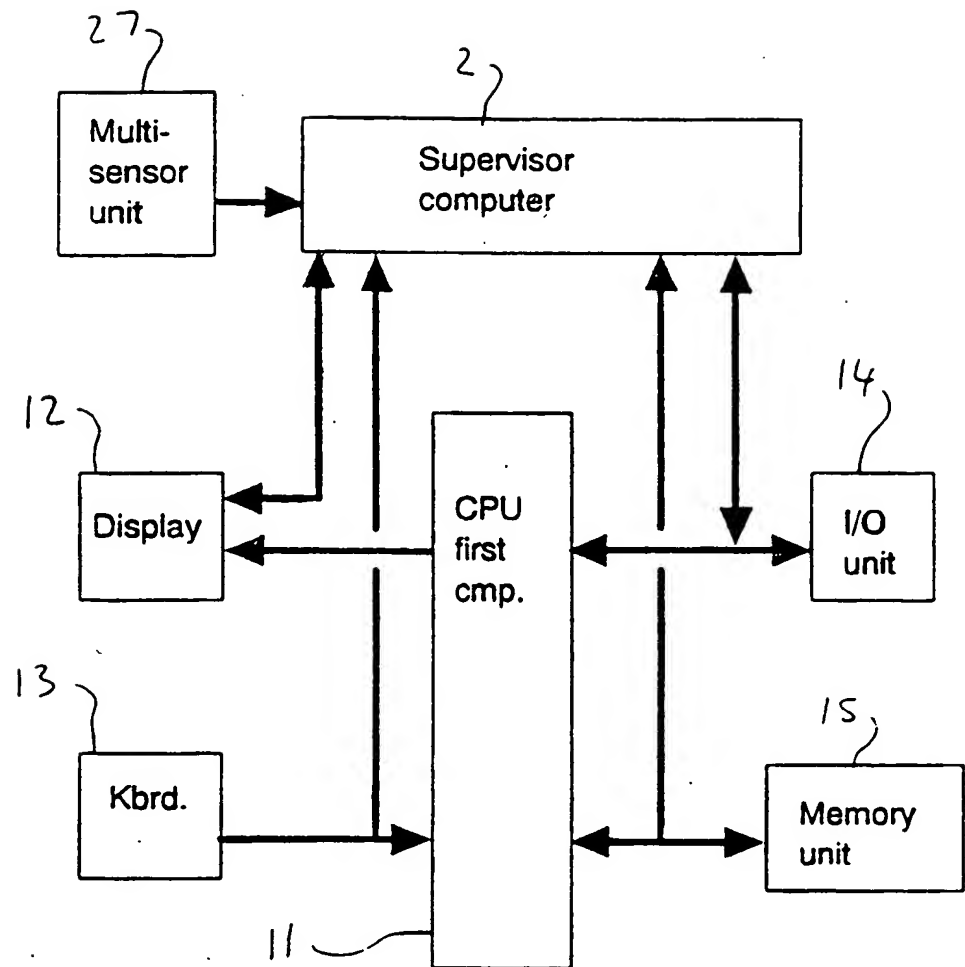 27
2
Multi-
sensor
unit
Supervisor
computer
12
14
Display
CPU
first
cmp.
I/O
unit
13
15
Kbrd.
Memory
unit
11